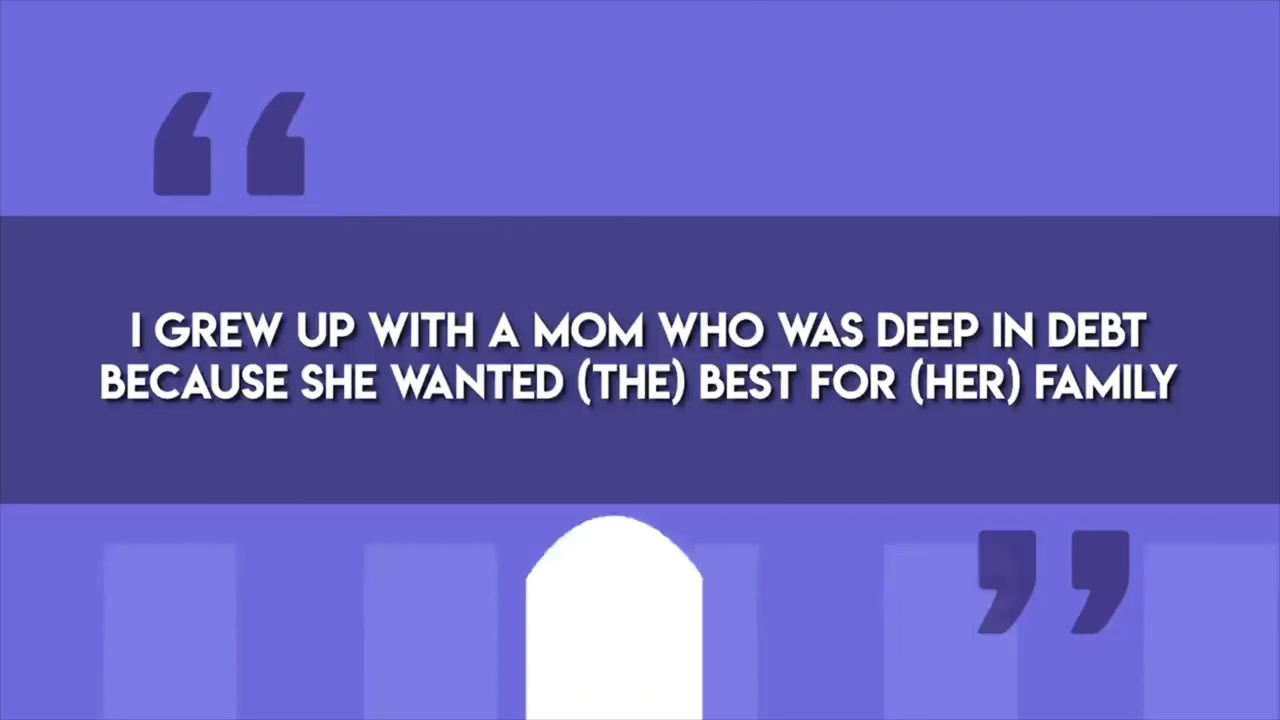 “
I GREW UP WITH A MOM WHO WAS DEEP IN DEBT
BECAUSE SHE WANTED (THE) BEST FOR (HER) FAMILY
”